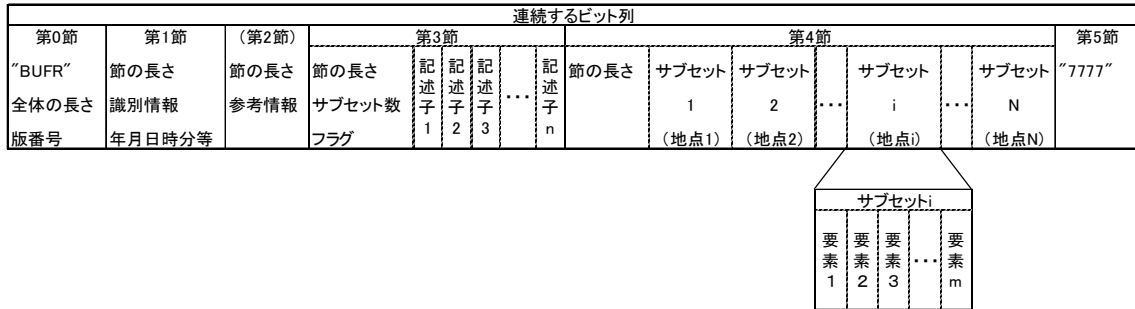 連続するビット列
第0節 第1節 (第2節) 第3節 第4節 第5節
"BUFR" 節の長さ 節の長さ 節の長さ 記述子1 記述子2 記述子3 ・・・ 記述子n 節の長さ サブセット サブセット サブセット サブセット "7777"
全体の長さ 識別情報 参考情報 サブセット数 1 2 ・・・ i ・・・ N
版番号 年月日時分等 フラグ (地点1) (地点2) (地点i) (地点N)
サブセットi
要素1 要素2 要素3 ・・・ 要素m